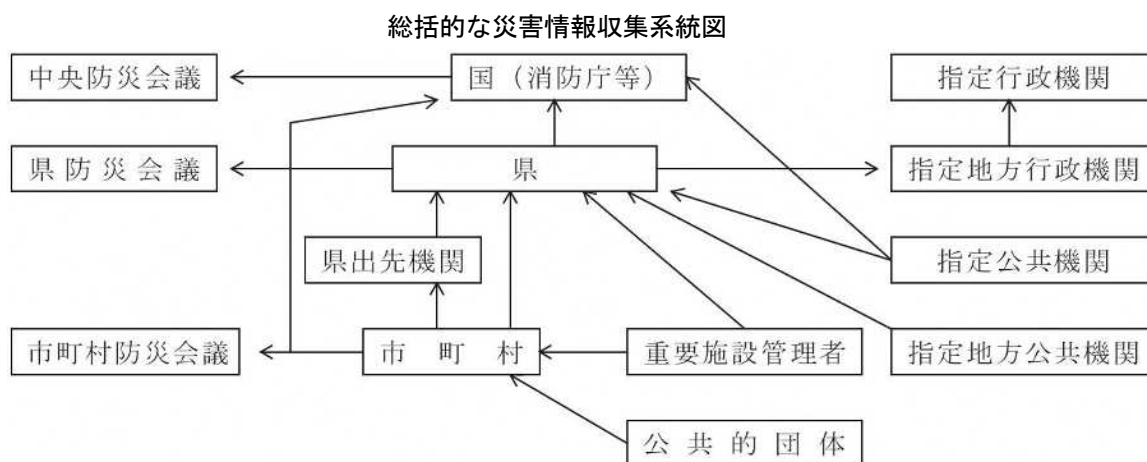 総括的な災害情報収集系統図
中央防災会議
国（消防庁等）
指定行政機関
県防災会議
県
指定地方行政機関
県出先機関
指定公共機関
市町村防災会議
市町村
重要施設管理者
指定地方公共機関
公共的団体